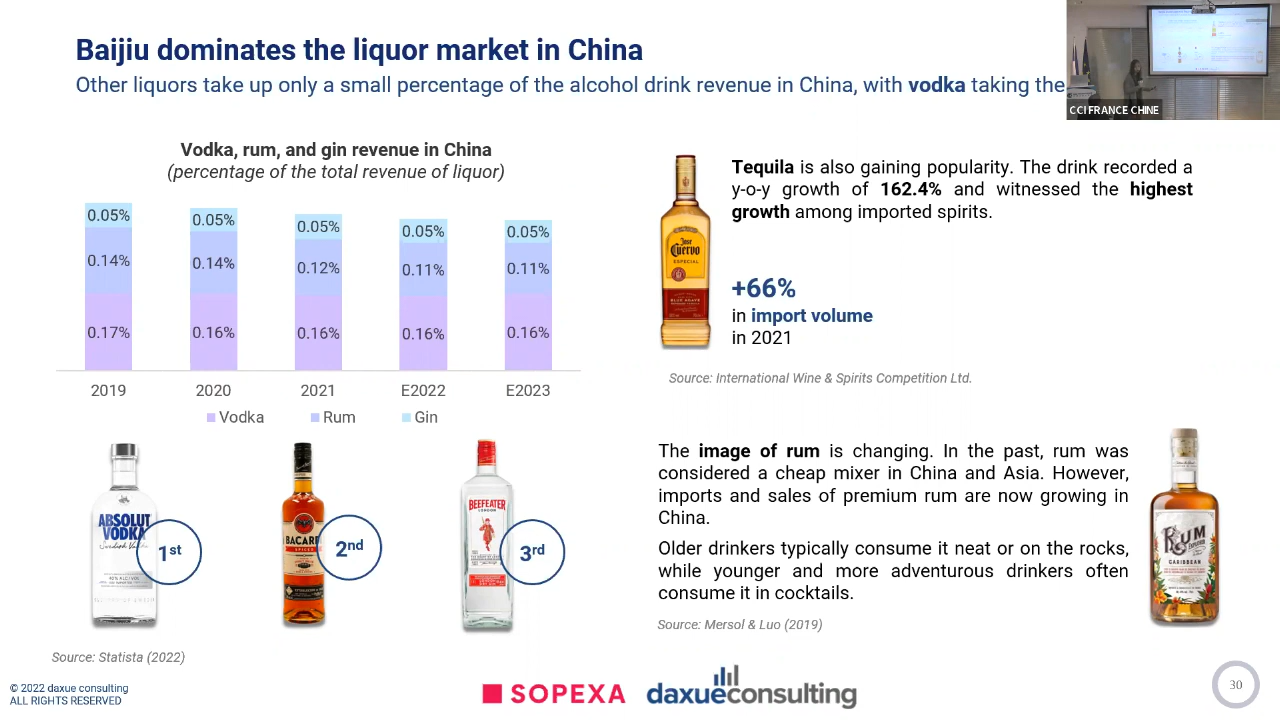 Baijiu dominates the liquor market in China
Other liquors take up only a small percentage of the alcohol drink revenue in China, with vodka taking the
CCI FRANCE CHINE
Vodka, rum, and gin revenue in China
(percentage of the total revenue of liquor)
0.05% 0.05% 0.05% 0.05% 0.05%
0.14% 0.14% 0.12% 0.11% 0.11%
0.17% 0.16% 0.16% 0.16% 0.16%
2019 2020 2021 E2022 E2023
Vodka Rum Gin
Tequila is also gaining popularity. The drink recorded a
y-o-y growth of 162.4% and witnessed the highest
growth among imported spirits.
Jose
Cuervo
ESPECIAL
+66%
in import volume
in 2021
Source: International Wine & Spirits Competition Ltd.
ABSOLUT
VODKA
1st
BACAR
2nd
BEEFEATER
LONDON
3rd
Source: Statista (2022)
The image of rum is changing. In the past, rum was
considered a cheap mixer in China and Asia. However,
imports and sales of premium rum are now growing in
China.
Older drinkers typically consume it neat or on the rocks,
while younger and more adventurous drinkers often
consume it in cocktails.
Source: Mersol & Luo (2019)
RUM
CARIBBEAN
© 2022 daxue consulting
ALL RIGHTS RESERVED
SOPEXA
daxueconsulting
30